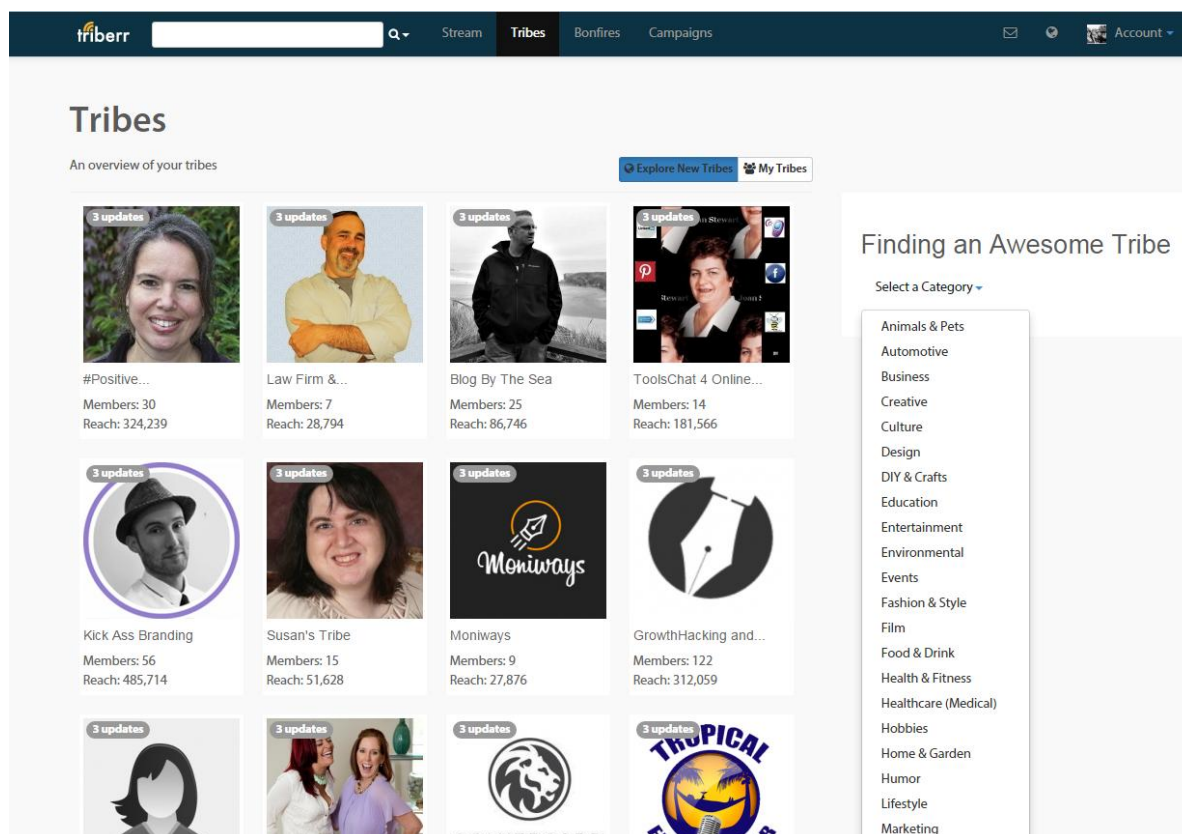 triberr
Stream Tribes Bonfires Campaigns Account
Tribes
An overview of your tribes
Explore New Tribes My Tribes
3 updates 3 updates 3 updates 3 updates
#Positive... Law Firm &... Blog By The Sea ToolsChat 4 Online...
Members: 30 Members: 7 Members: 25 Members: 14
Reach: 324,239 Reach: 28,794 Reach: 86,746 Reach: 181,566
3 updates 3 updates 3 updates 3 updates
Moniways
Kick Ass Branding Susan's Tribe Moniways GrowthHacking and...
Members: 56 Members: 15 Members: 9 Members: 122
Reach: 485,714 Reach: 51,628 Reach: 27,876 Reach: 312,059
3 updates 3 updates 3 updates 3 updates
TROPICAL
Finding an Awesome Tribe
Select a Category
Animals & Pets
Automotive
Business
Creative
Culture
Design
DIY & Crafts
Education
Entertainment
Environmental
Events
Fashion & Style
Film
Food & Drink
Health & Fitness
Healthcare (Medical)
Hobbies
Home & Garden
Humor
Lifestyle
Marketing